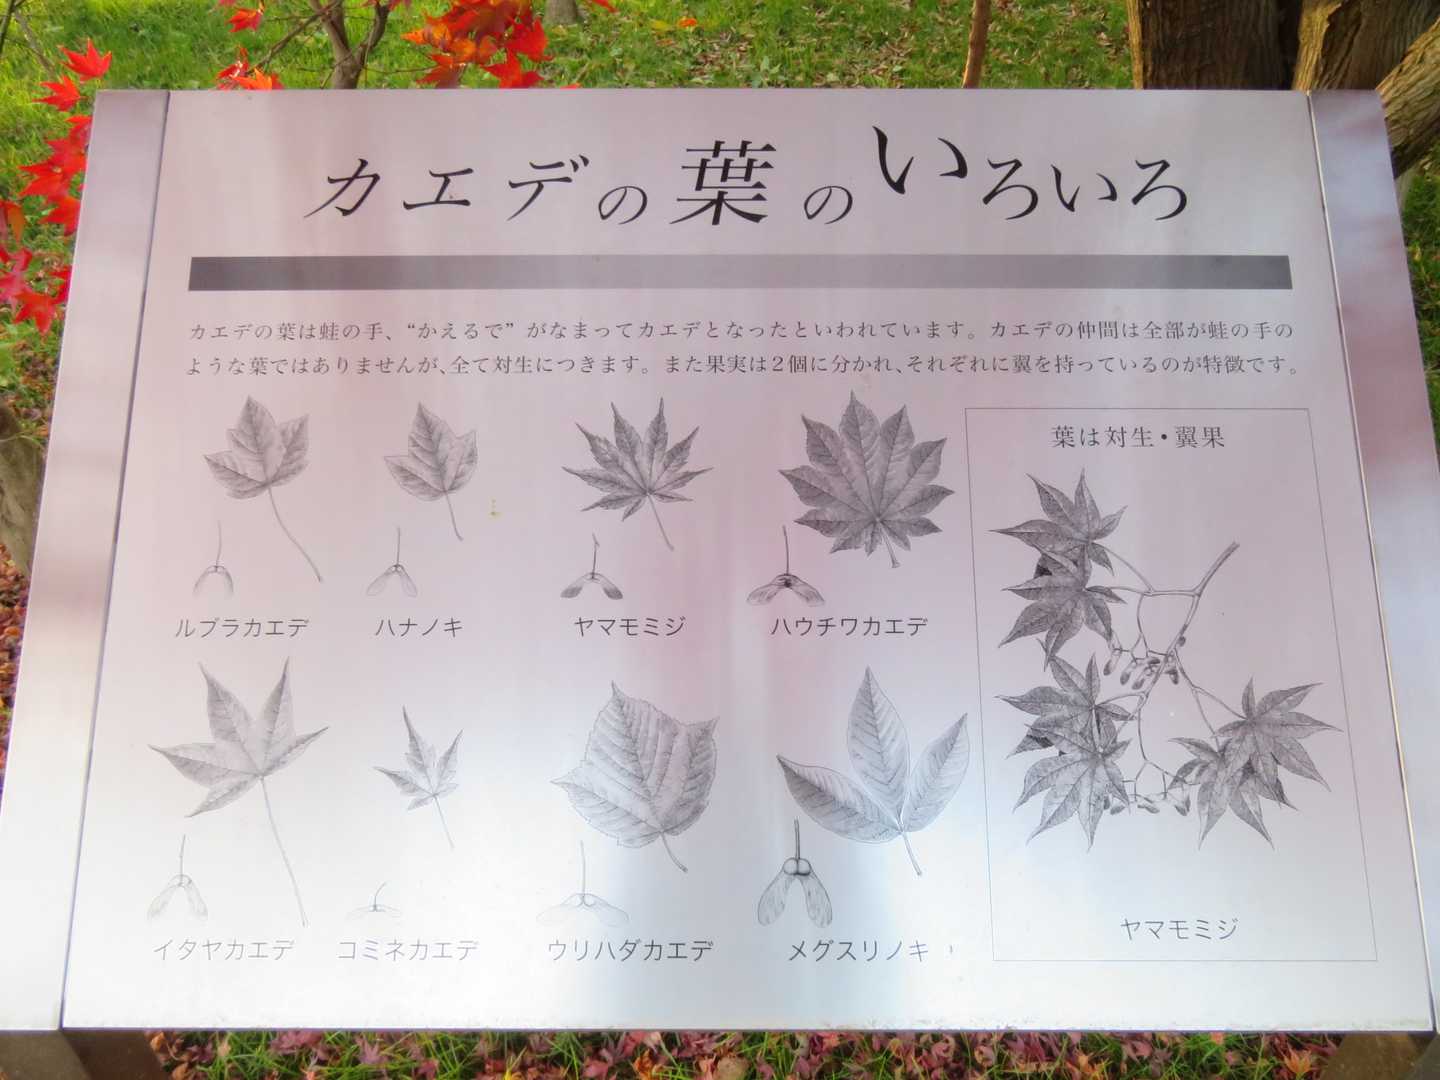 カエデの葉のいろいろ
カエデの葉は蛙の手、“かえるで”がなまってカエデとなったといわれています。カエデの仲間は全部が蛙の手の
ような葉ではありませんが、全て対生につきます。また果実は２個に分かれ、それぞれに翼を持っているのが特徴です。
葉は対生・翼果
ルブラカエデ
ハナノキ
ヤマモミジ
ハウチワカエデ
イタヤカエデ
コミネカエデ
ウリハダカエデ
メグスリノキ
ヤマモミジ